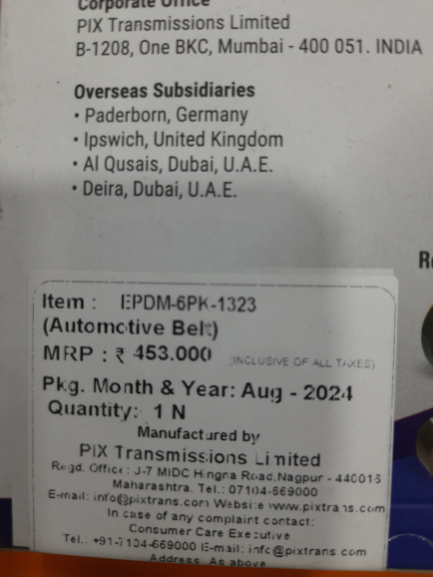 Corporate Office
PIX Transmissions Limited
B-1208, One BKC, Mumbai - 400 051. INDIA
Overseas Subsidiaries
• Paderborn, Germany
• Ipswich, United Kingdom
• Al Qusais, Dubai, U.A.E.
• Deira, Dubai, U.A.E.
Item : EPDM-6PK-1323
(Automotive Belt)
MRP : ₹ 453.000 (INCLUSIVE OF ALL TAXES)
Pkg. Month & Year: Aug - 2024
Quantity: 1 N
Manufactured by
PIX Transmissions Limited
Regd. Office : J-7 MIDC Hingna Road,Nagpur - 440016
Maharashtra. Tel.: 07104-669000
E-mail: info@pixtrans.com Website www.pixtrans.com
In case of any complaint contact:
Consumer Care Executive
Tel.: +91-7104-669000 E-mail: info@pixtrans.com
Address: As above